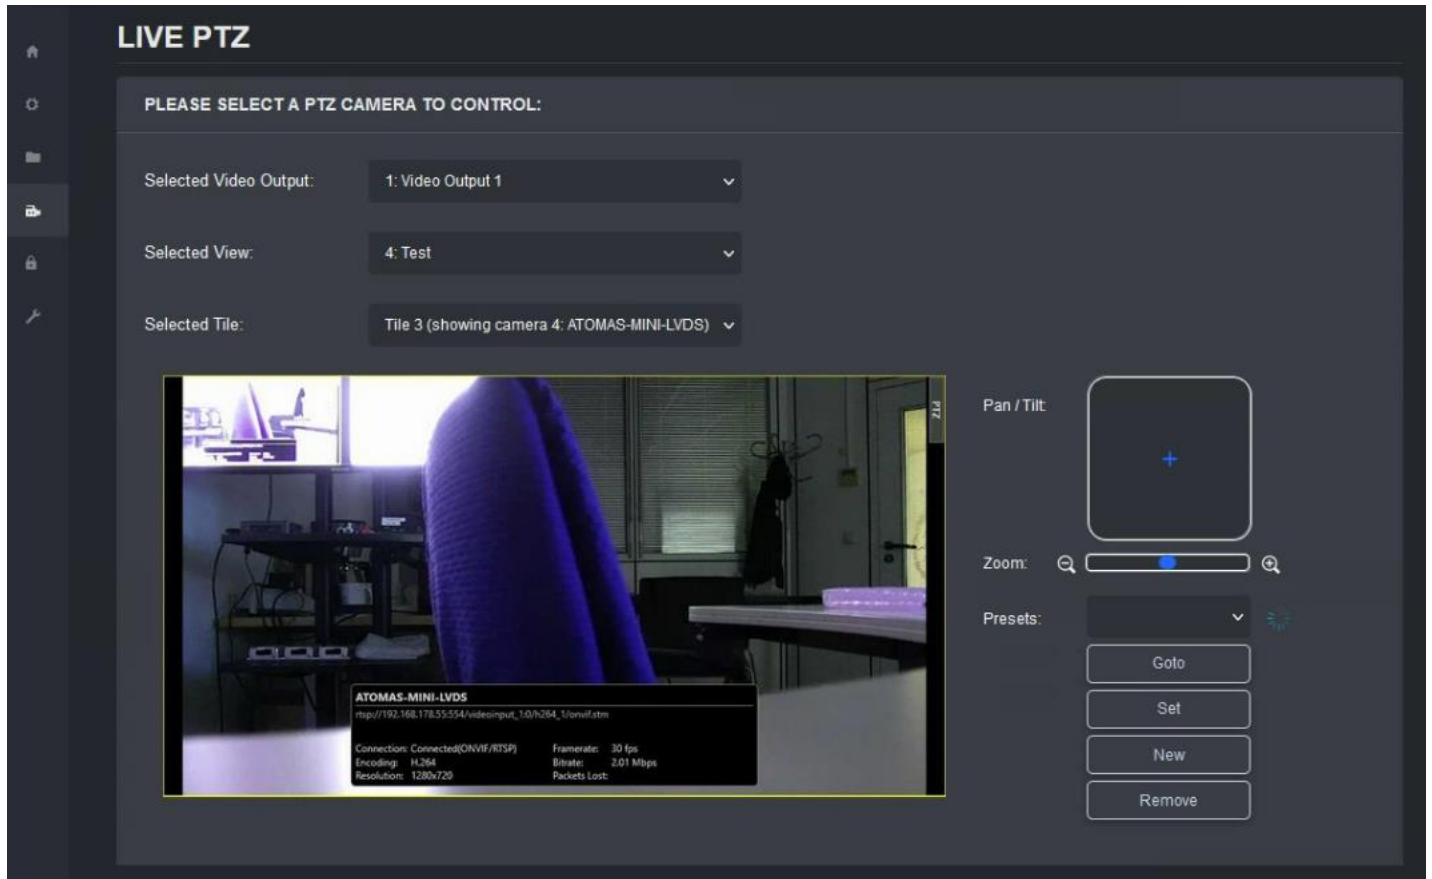 LIVE PTZ
PLEASE SELECT A PTZ CAMERA TO CONTROL:
Selected Video Output: 1: Video Output 1
Selected View: 4: Test
Selected Tile: Tile 3 (showing camera 4: ATOMAS-MINI-LVDS)
PTZ
Pan / Tilt:
Zoom:
Presets:
Goto
Set
New
Remove
ATOMAS-MINI-LVDS
rtsp://192.168.178.55:554/videoinput_1:0/h264_1/onvif.stm
Connection: Connected(ONVIF/RTSP) Framerate: 30 fps
Encoding: H.264 Bitrate: 2.01 Mbps
Resolution: 1280x720 Packets Lost: